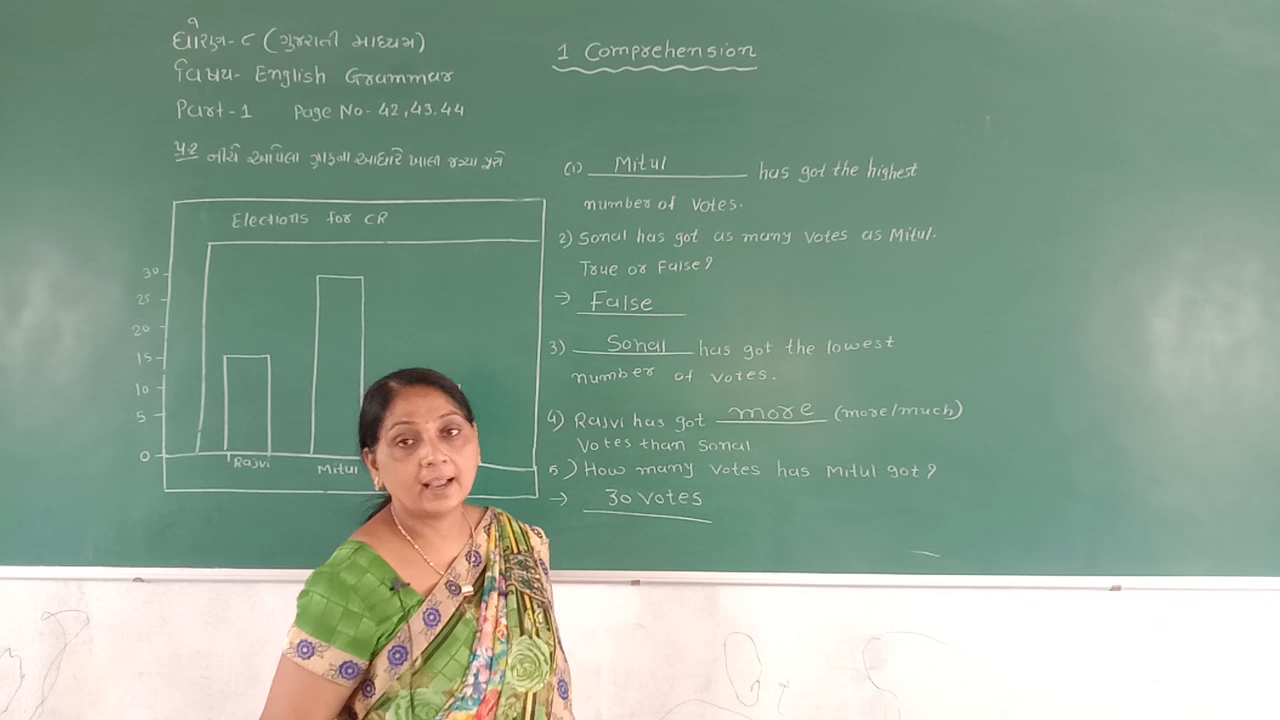 ધોરણ-૮ (ગુજરાતી માધ્યમ)
વિષય- English Grammar
Part-1 Page No- 42,43.44
પ્ર.2 નીચે આપેલા ગ્રાફના આધારે ખાલી જગ્યા પૂરો
Elections for CR
30
25
20
15
10
5
0
Rajvi Mitul
1 Comprehension
(1) Mitul has got the highest
number of Votes.
2) Sonal has got as many Votes as Mitul.
True or False?
→ False
3) Sonal has got the lowest
number of votes.
4) Rajvi has got more (more/much)
Votes than Sonal
5) How many votes has Mitul got?
→ 30 votes